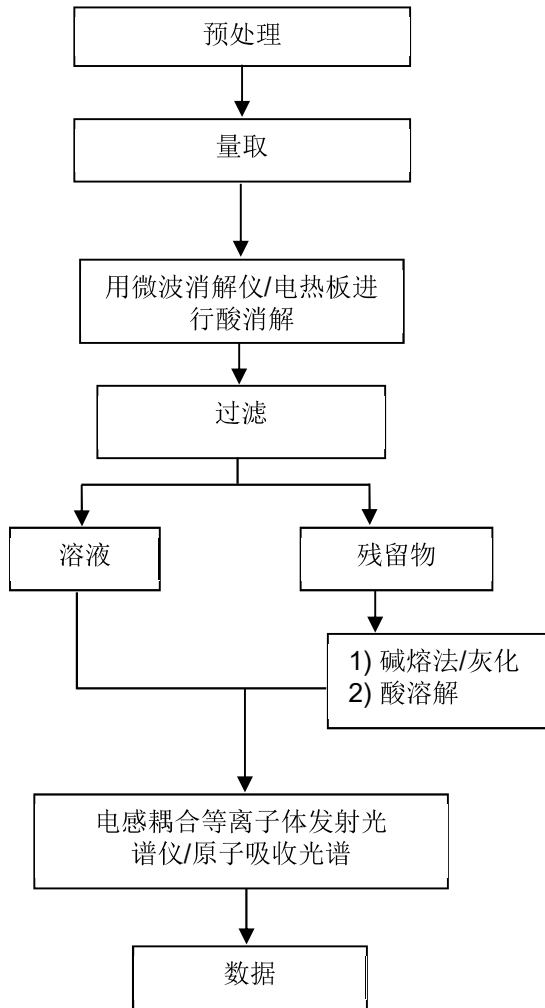 预处理
量取
用微波消解仪/电热板进
行酸消解
过滤
溶液
残留物
1) 碱熔法/灰化
2) 酸溶解
电感耦合等离子体发射光
谱仪/原子吸收光谱
数据